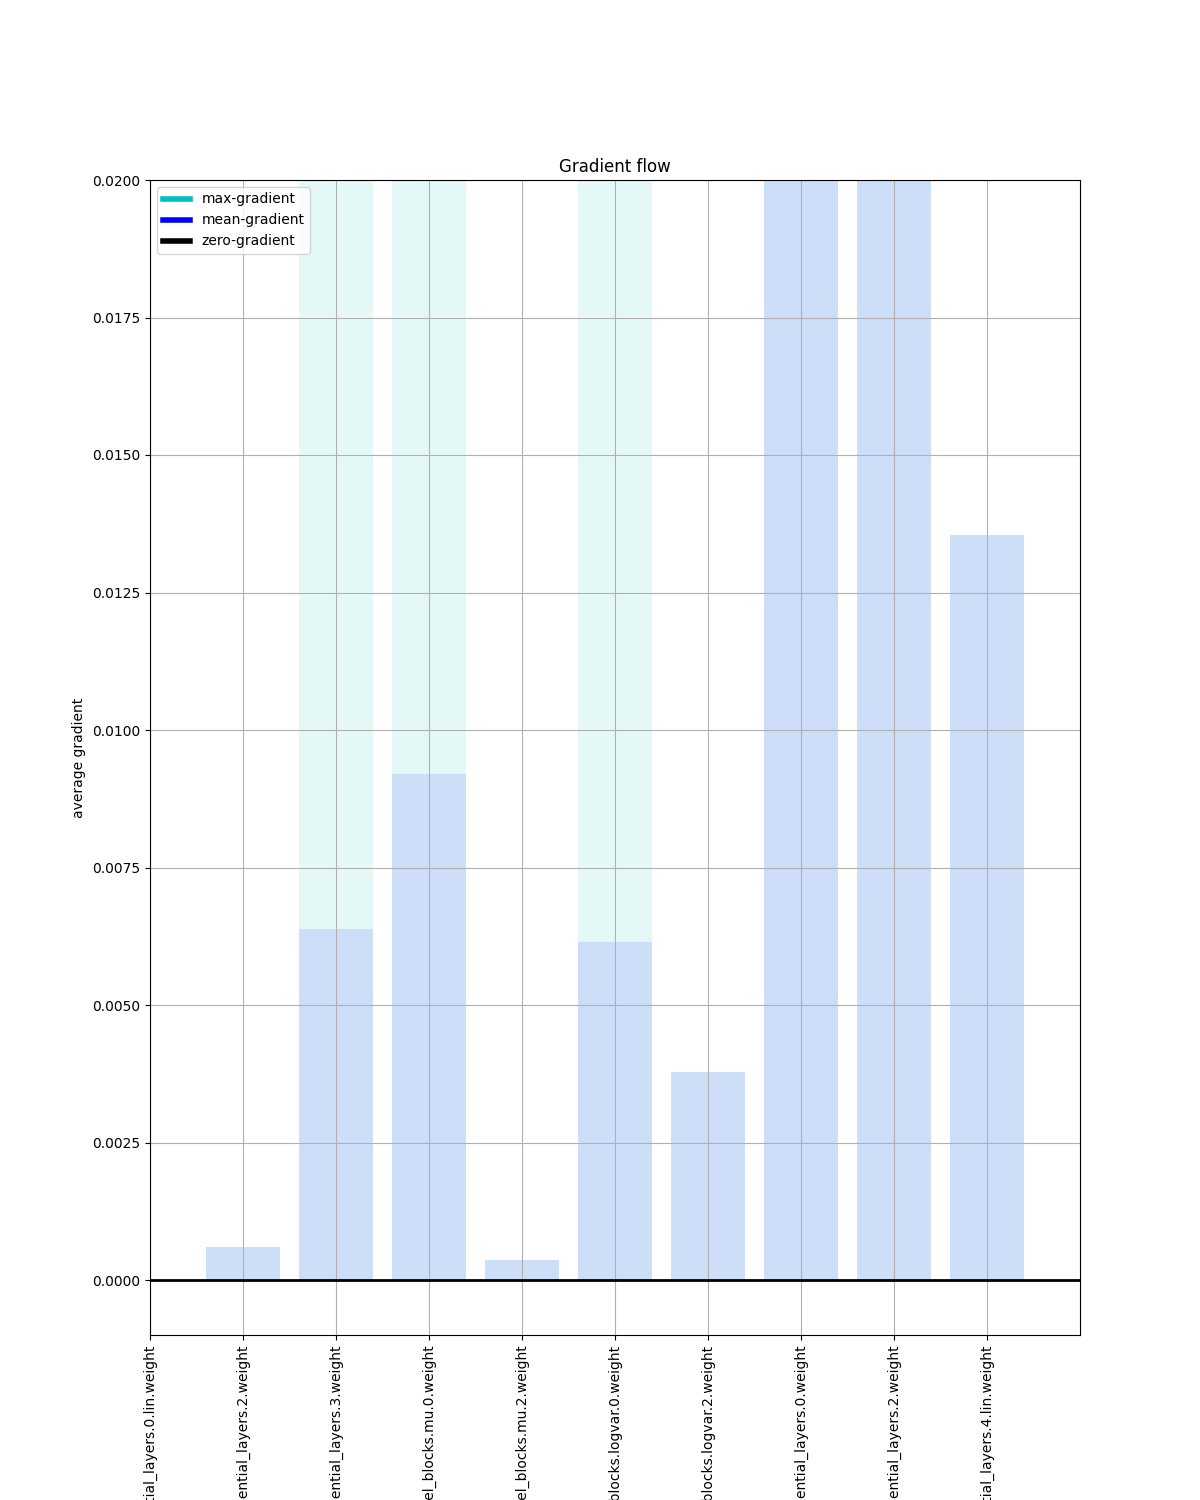 Gradient flow
max-gradient
mean-gradient
zero-gradient
average gradient
0.0200
0.0175
0.0150
0.0125
0.0100
0.0075
0.0050
0.0025
0.0000
tial_layers.0.lin.weight
ential_layers.2.weight
ential_layers.3.weight
el_blocks.mu.0.weight
el_blocks.mu.2.weight
blocks.logvar.0.weight
blocks.logvar.2.weight
ential_layers.0.weight
ential_layers.2.weight
tial_layers.4.lin.weight